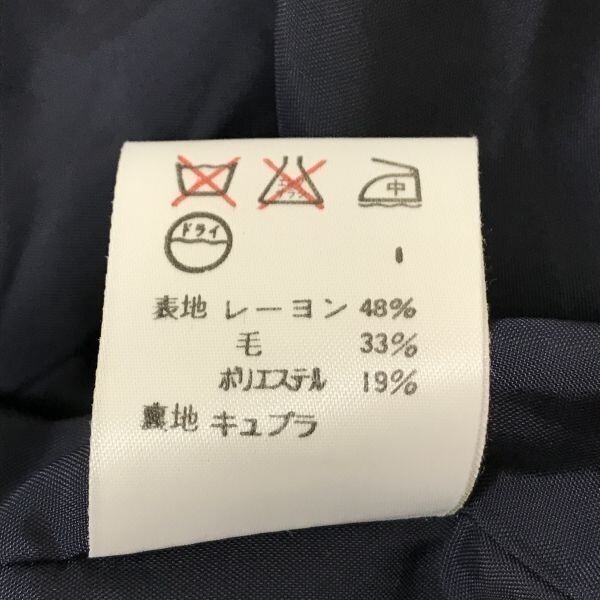 中
ドライ
表地 レーヨン 48%
毛 33%
ポリエステル 19%
裏地 キュプラ